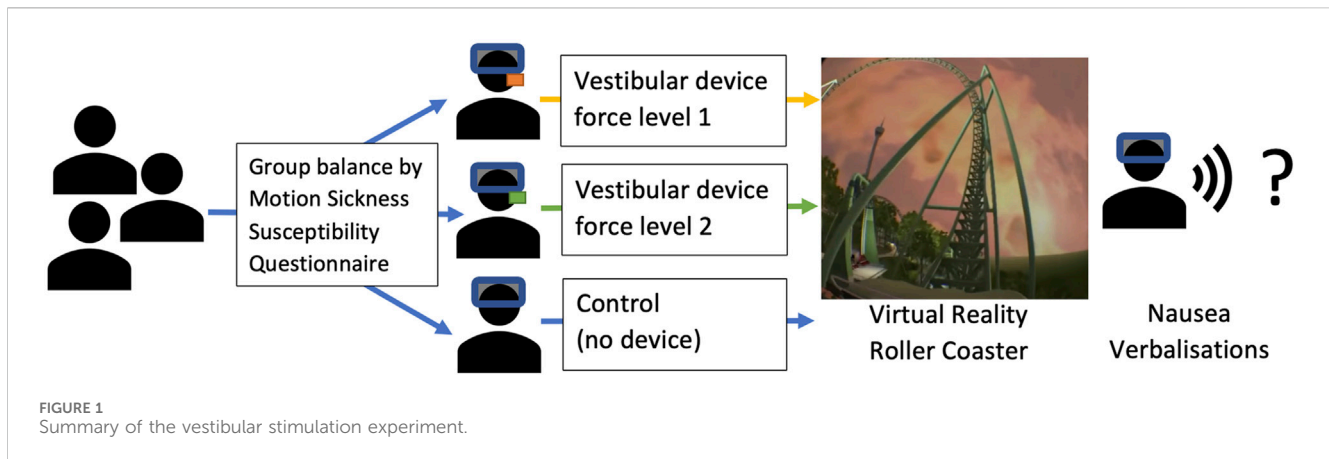 Group balance by
Motion Sickness
Susceptibility
Questionnaire
Vestibular device
force level 1
Vestibular device
force level 2
Control
(no device)
Virtual Reality
Roller Coaster
?
Nausea
Verbalisations
FIGURE 1
Summary of the vestibular stimulation experiment.